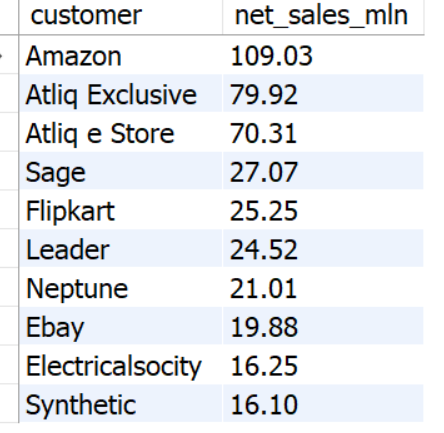 customer net_sales_mln
Amazon 109.03
Atliq Exclusive 79.92
Atliq e Store 70.31
Sage 27.07
Flipkart 25.25
Leader 24.52
Neptune 21.01
Ebay 19.88
Electricalsocity 16.25
Synthetic 16.10